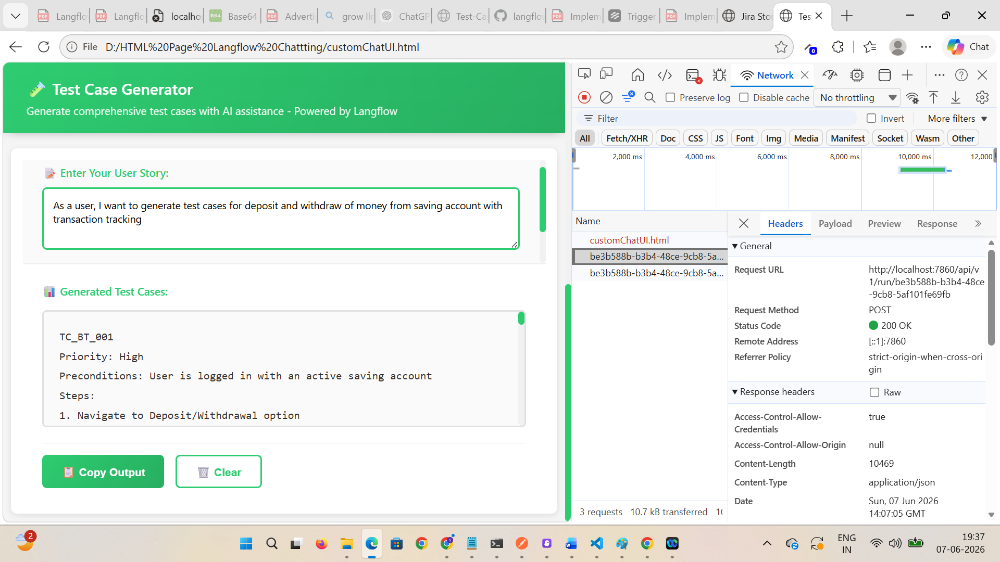 Langflo
Langflo
localho
B64
Base64
Adverti
grow llr
ChatGP
Test-Ca
langflo
Implem
Trigger
Implem
Jira Sto
Tes
File
D:/HTML%20Page%20Langflow%20Chattting/customChatUI.html
0
Chat
Test Case Generator
Generate comprehensive test cases with AI assistance - Powered by Langflow
Enter Your User Story:
As a user, I want to generate test cases for deposit and withdraw of money from saving account with
transaction tracking
Generated Test Cases:
TC_BT_001
Priority: High
Preconditions: User is logged in with an active saving account
Steps:
1. Navigate to Deposit/Withdrawal option
Copy Output
Clear
Network
Preserve log
Disable cache
No throttling
Filter
Invert
More filters
All
Fetch/XHR
Doc
CSS
JS
Font
Img
Media
Manifest
Socket
Wasm
Other
2,000 ms
4,000 ms
6,000 ms
8,000 ms
10,000 ms
12,000
Name
customChatUI.html
be3b588b-b3b4-48ce-9cb8-5a...
be3b588b-b3b4-48ce-9cb8-5a...
3 requests
10.7 kB transferred
Headers
Payload
Preview
Response
General
Request URL
http://localhost:7860/api/v
1/run/be3b588b-b3b4-48ce
-9cb8-5af101fe69fb
Request Method
POST
Status Code
200 OK
Remote Address
[::1]:7860
Referrer Policy
strict-origin-when-cross-ori
gin
Response headers
Raw
Access-Control-Allow-
Credentials
true
Access-Control-Allow-Origin
null
Content-Length
10469
Content-Type
application/json
Date
Sun, 07 Jun 2026
14:07:05 GMT
2
ENG
IN
19:37
07-06-2026